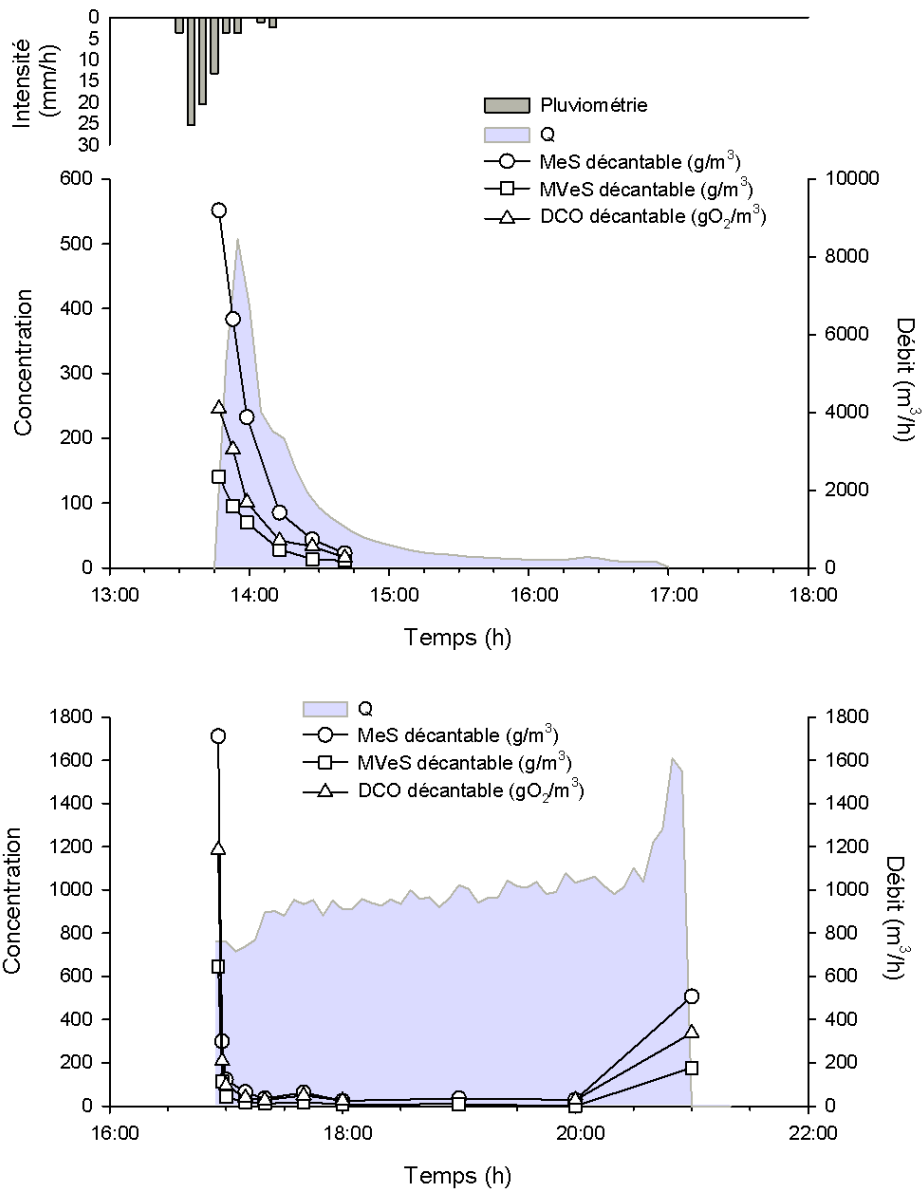 Intensité
(mm/h)
0
5
10
15
20
25
30
Pluviométrie
Q
MeS décantable (g/m³)
MVeS décantable (g/m³)
DCO décantable (gO₂/m³)
Concentration
600
500
400
300
200
100
0
10000
8000
6000
4000
2000
0
Débit (m³/h)
13:00 14:00 15:00 16:00 17:00 18:00
Temps (h)
Q
MeS décantable (g/m³)
MVeS décantable (g/m³)
DCO décantable (gO₂/m³)
Concentration
1800
1600
1400
1200
1000
800
600
400
200
0
1800
1600
1400
1200
1000
800
600
400
200
0
Débit (m³/h)
16:00 18:00 20:00 22:00
Temps (h)